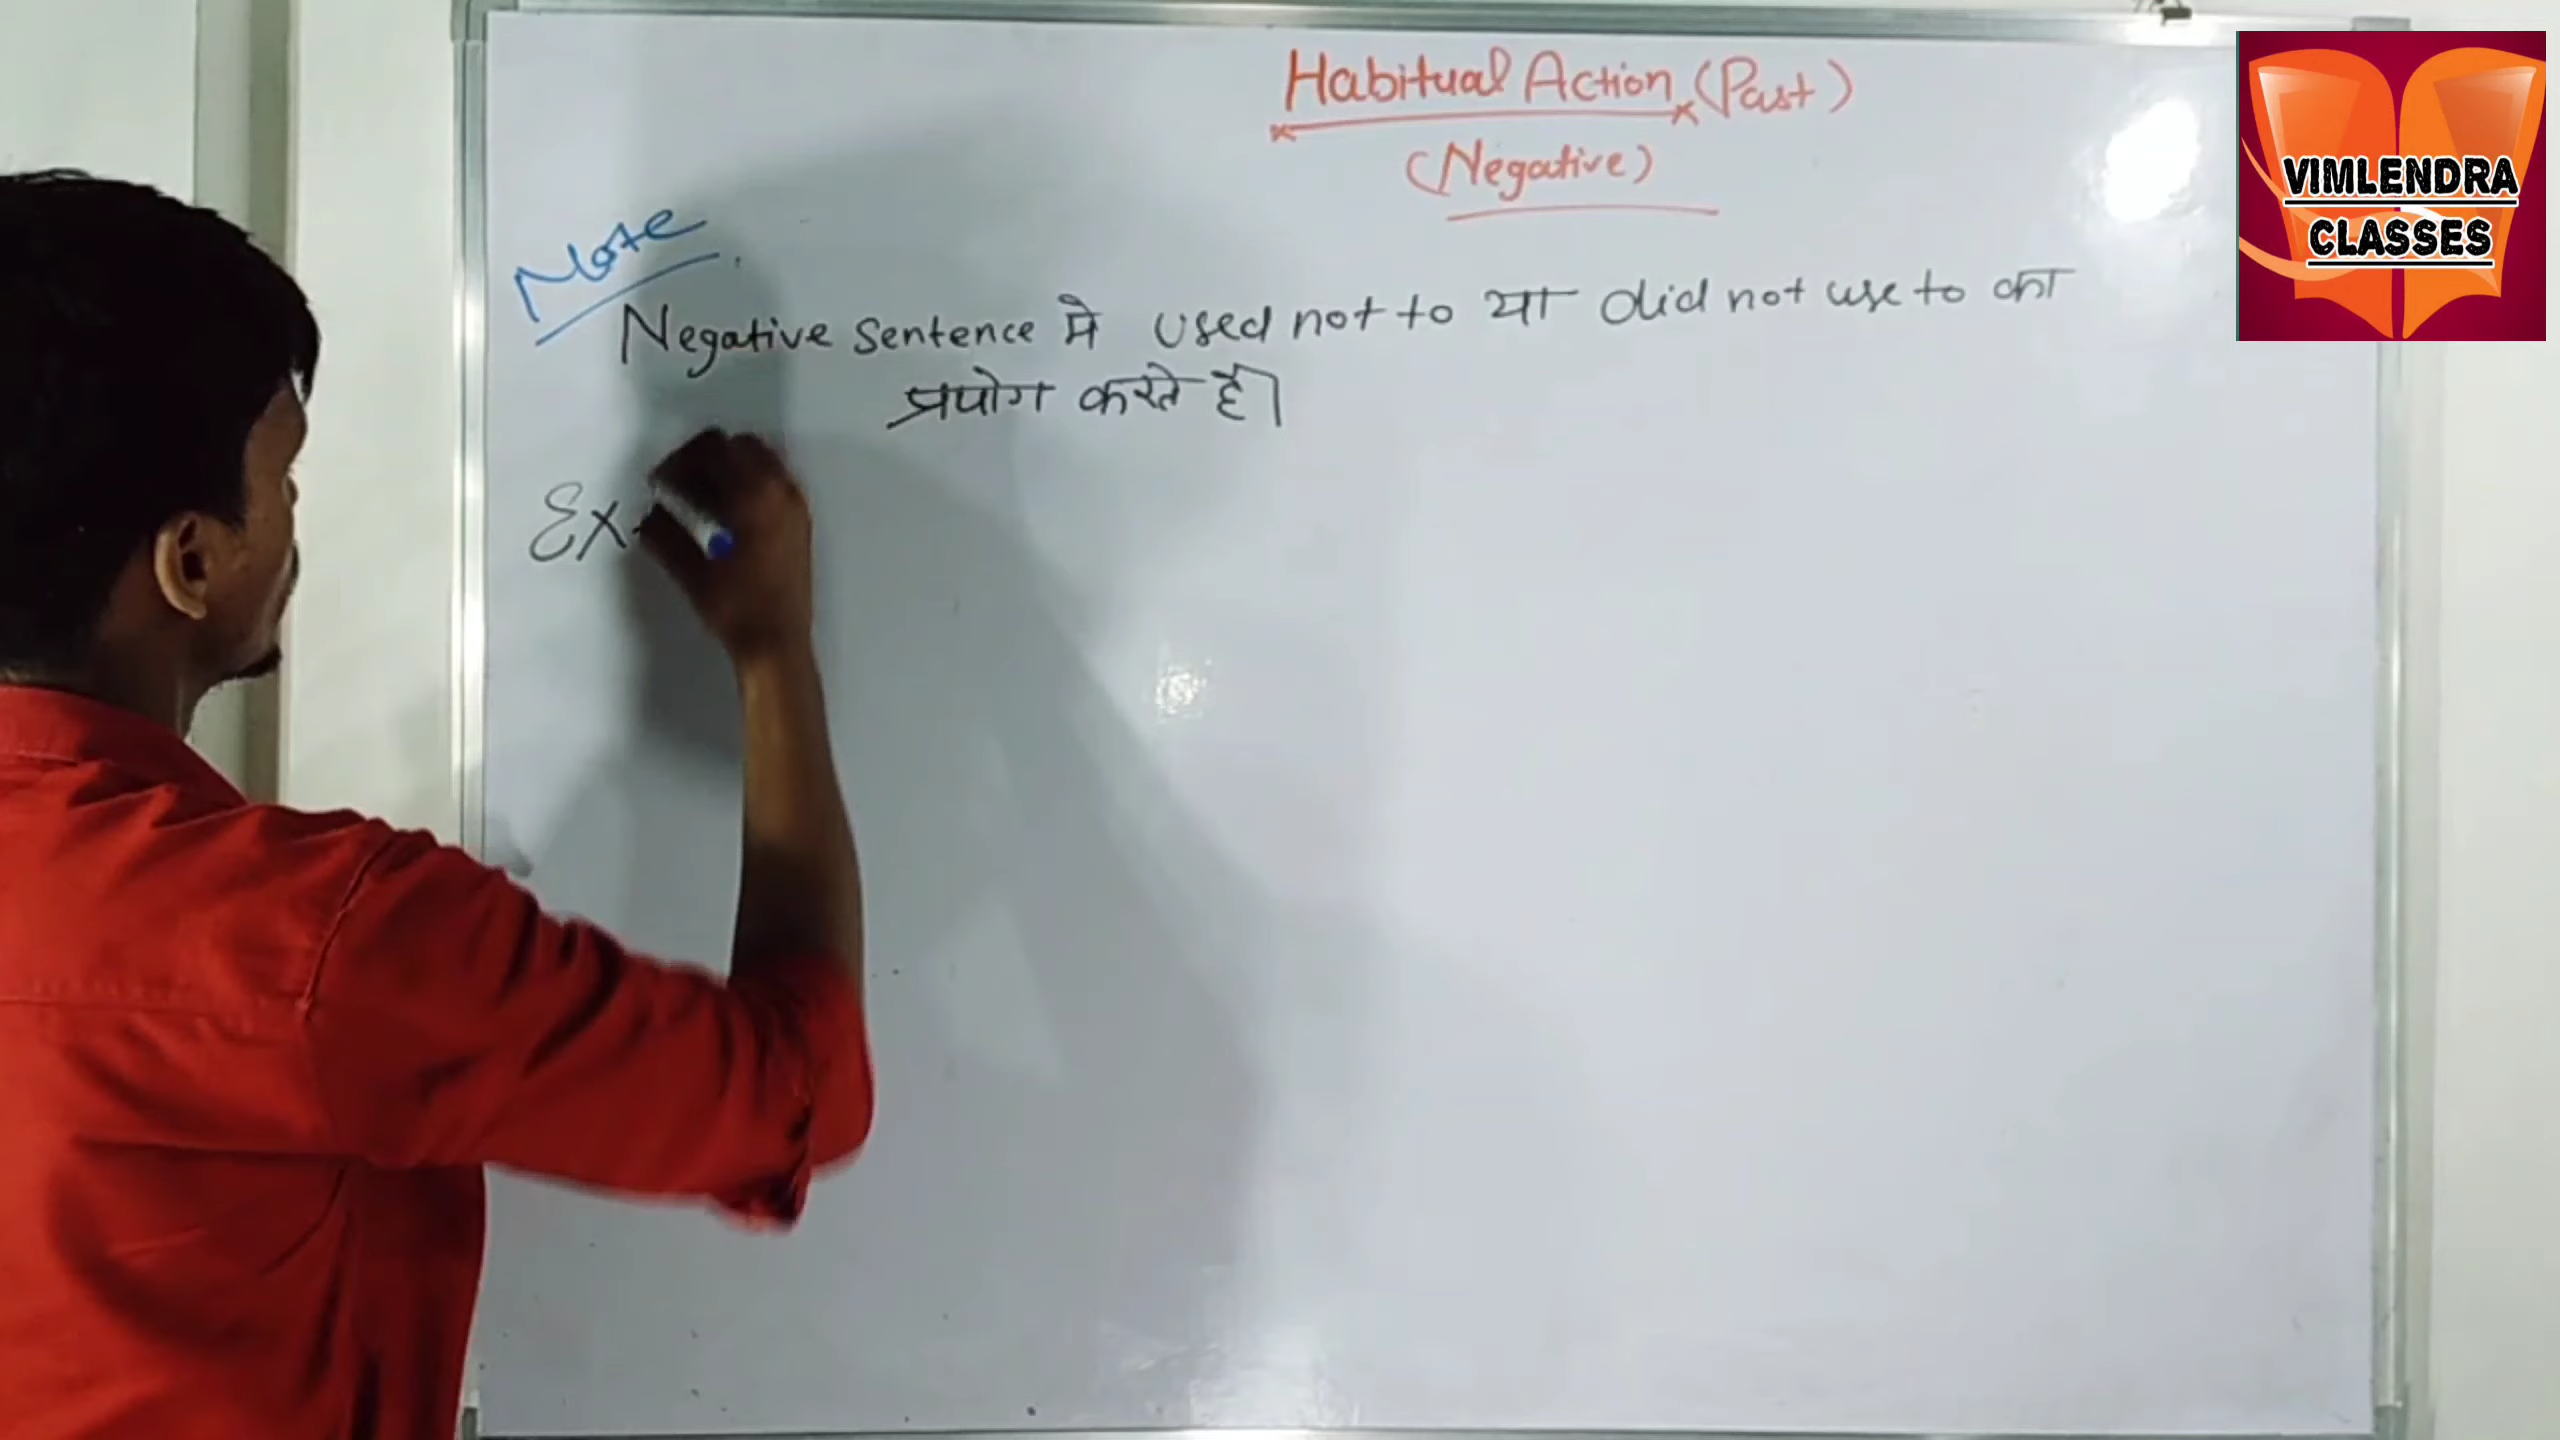 Habitual Action (Past)
(Negative)
Note
Negative Sentence मे used not to या did not use to का
प्रयोग करते हैं।
Ex-
VIMLENDRA
CLASSES